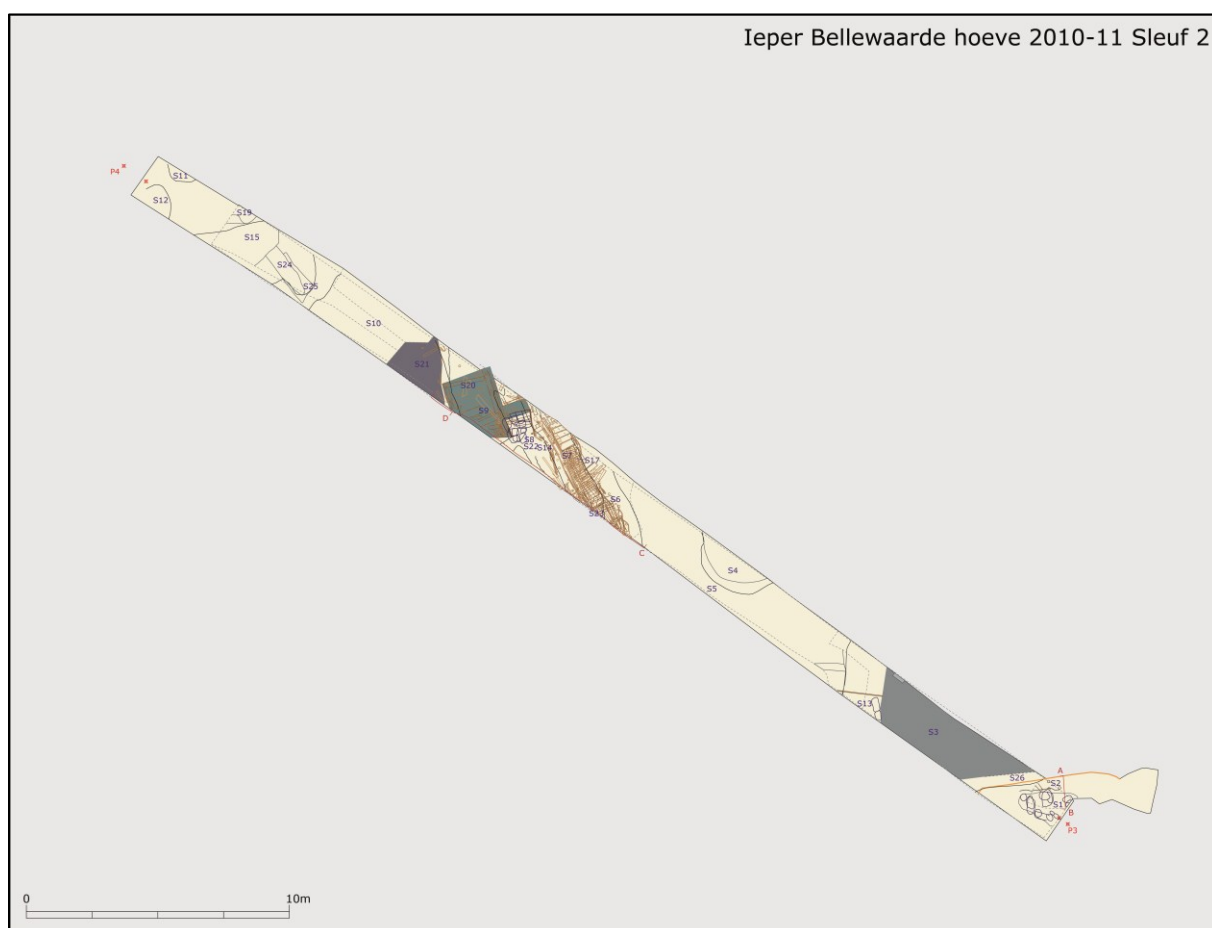 Ieper Bellewaarde hoeve 2010-11 Sleuf 2
P4
S11
S12
S19
S15
S24
S25
S10
S21
S20
D
S9
S8
S22
S14
S7
S17
S6
C
S4
S5
S13
S3
S26
A
S2
B
P3
0
10m